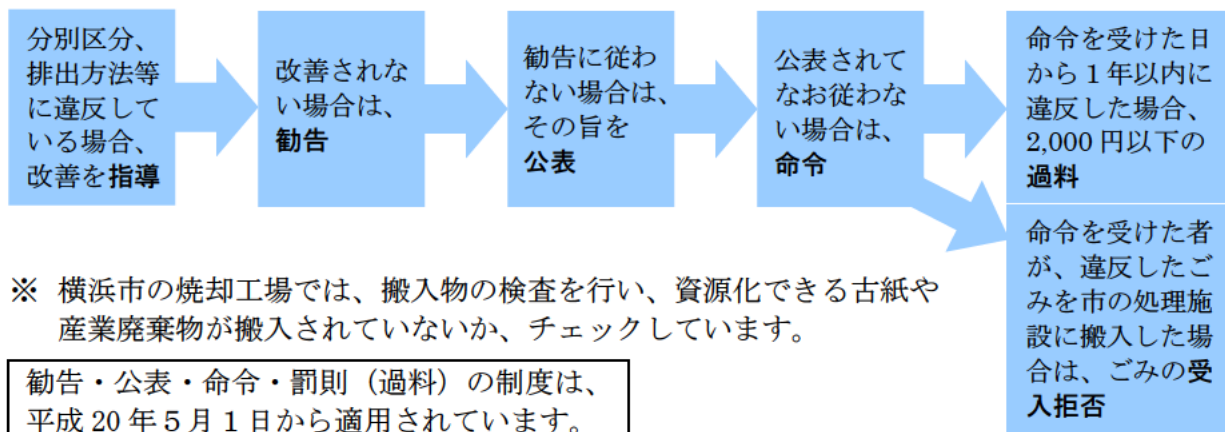 分別区分、
排出方法等
に違反して
いる場合、
改善を指導
改善されな
い場合は、
勧告
勧告に従わ
ない場合は、
その旨を
公表
公表されて
なお従わな
い場合は、
命令
命令を受けた日
から１年以内に
違反した場合、
2,000 円以下の
過料
命令を受けた者
が、違反したご
みを市の処理施
設に搬入した場
合は、ごみの受
入拒否
※ 横浜市の焼却工場では、搬入物の検査を行い、資源化できる古紙や
産業廃棄物が搬入されていないか、チェックしています。
勧告・公表・命令・罰則（過料）の制度は、
平成 20 年５月１日から適用されています。